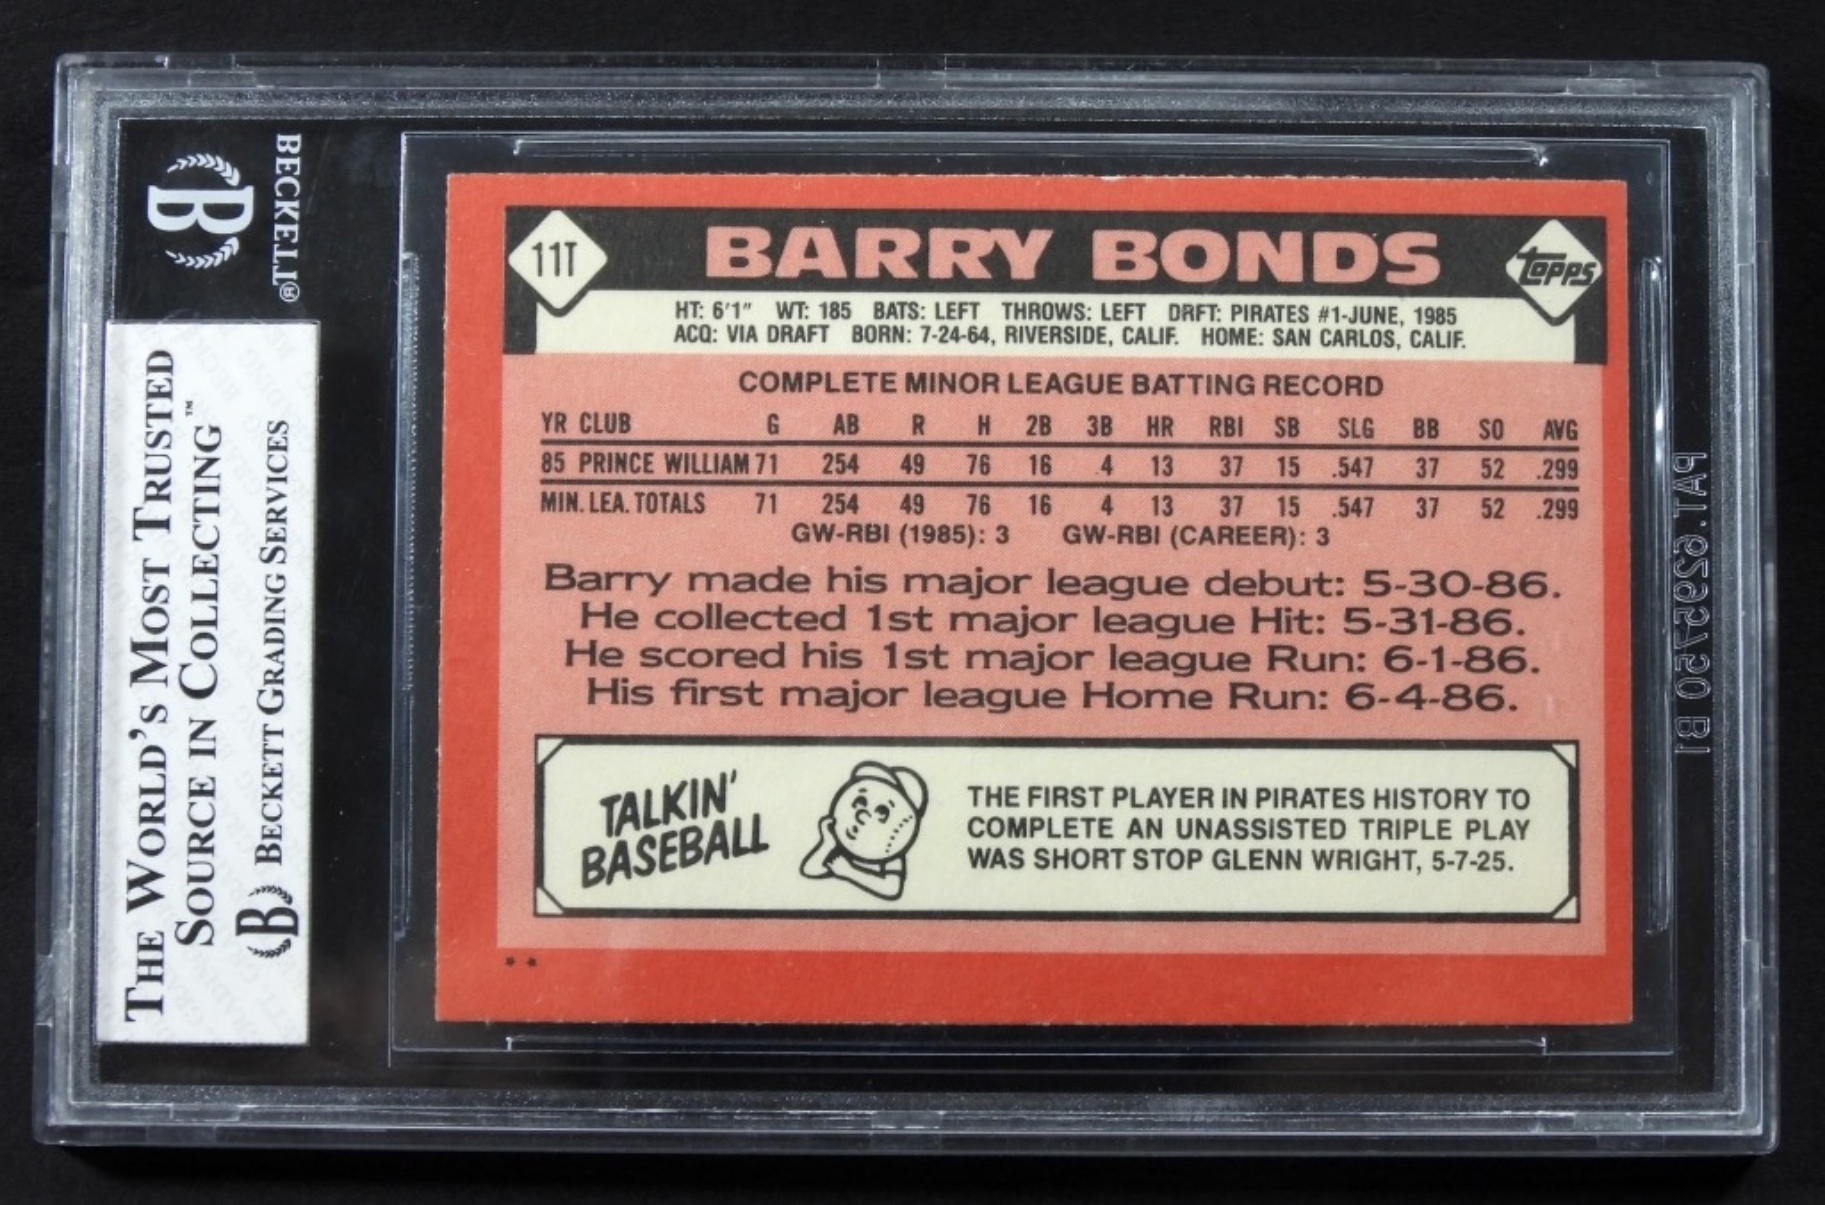 BECKETT®
B
THE WORLD'S MOST TRUSTED
SOURCE IN COLLECTING™
B BECKETT GRADING SERVICES
11T
BARRY BONDS
topps
HT: 6'1" WT: 185 BATS: LEFT THROWS: LEFT DRFT: PIRATES #1-JUNE, 1985
ACQ: VIA DRAFT BORN: 7-24-64, RIVERSIDE, CALIF. HOME: SAN CARLOS, CALIF.
COMPLETE MINOR LEAGUE BATTING RECORD
YR CLUB G AB R H 2B 3B HR RBI SB SLG BB SO AVG
85 PRINCE WILLIAM 71 254 49 76 16 .4 13 37 15 .547 37 52 .299
MIN. LEA. TOTALS 71 254 49 76 16 4 13 37 15 .547 37 52 .299
GW-RBI (1985): 3 GW-RBI (CAREER): 3
Barry made his major league debut: 5-30-86.
He collected 1st major league Hit: 5-31-86.
He scored his 1st major league Run: 6-1-86.
His first major league Home Run: 6-4-86.
TALKIN'
BASEBALL
THE FIRST PLAYER IN PIRATES HISTORY TO
COMPLETE AN UNASSISTED TRIPLE PLAY
WAS SHORT STOP GLENN WRIGHT, 5-7-25.
* *
PAT. 6295750 B1